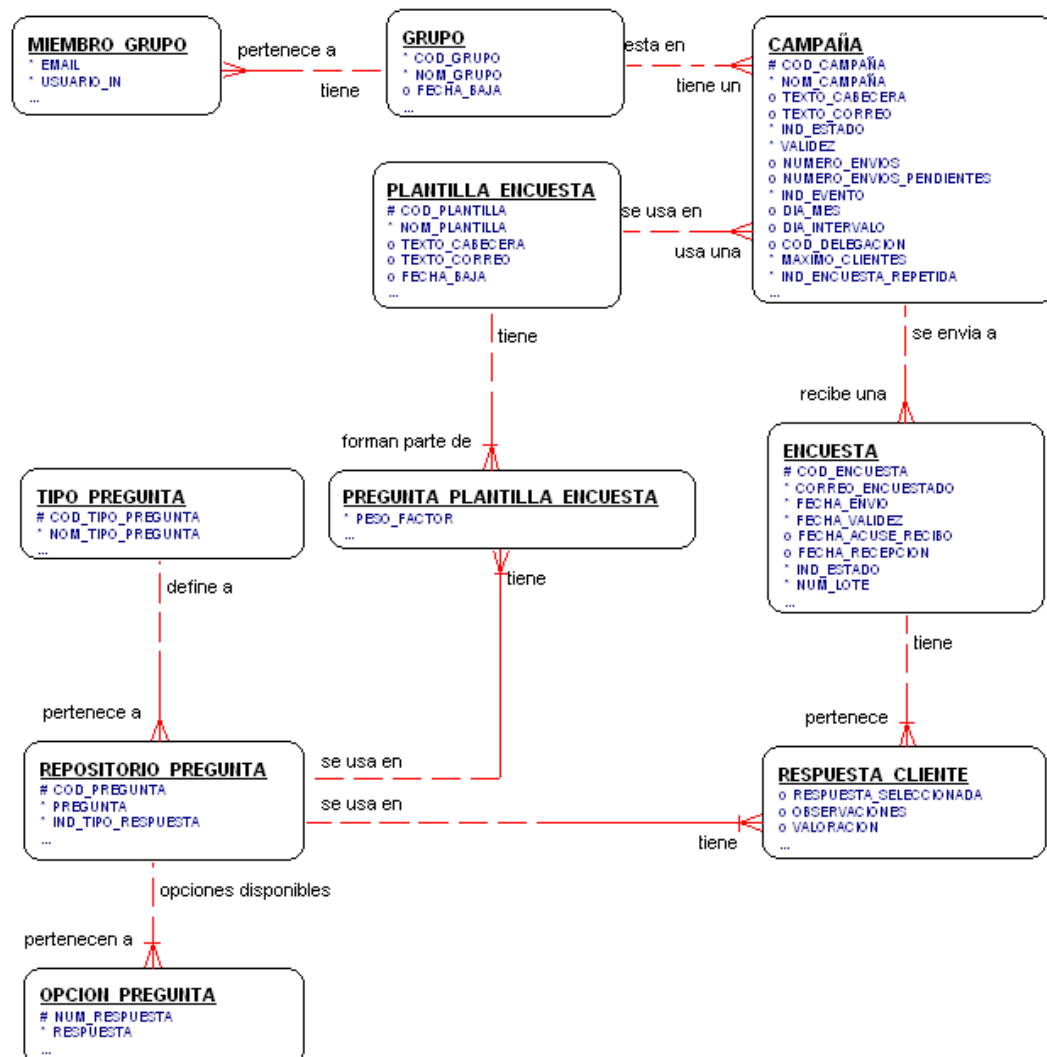 MIEMBRO_GRUPO
* EMAIL
* USUARIO_IN
...
pertenece a
tiene
GRUPO
* COD_GRUPO
* NOM_GRUPO
o FECHA_BAJA
...
esta en
tiene un
CAMPAÑA
# COD_CAMPAÑA
* NOM_CAMPAÑA
o TEXTO_CABECERA
o TEXTO_CORREO
* IND_ESTADO
* VALIDEZ
o NUMERO_ENVIOS
o NUMERO_ENVIOS_PENDIENTES
* IND_EVENTO
o DIA_MES
o DIA_INTERVALO
o COD_DELEGACION
* MAXIMO_CLIENTES
* IND_ENCUESTA_REPETIDA
...
PLANTILLA_ENCUESTA
# COD_PLANTILLA
* NOM_PLANTILLA
o TEXTO_CABECERA
o TEXTO_CORREO
o FECHA_BAJA
...
se usa en
usa una
tiene
forman parte de
se envia a
recibe una
TIPO_PREGUNTA
# COD_TIPO_PREGUNTA
* NOM_TIPO_PREGUNTA
...
PREGUNTA_PLANTILLA_ENCUESTA
* PESO_FACTOR
...
ENCUESTA
# COD_ENCUESTA
* CORREO_ENCUESTADO
* FECHA_ENVIO
* FECHA_VALIDEZ
o FECHA_ACUSE_RECIBO
o FECHA_RECEPCION
* IND_ESTADO
* NUM_LOTE
...
define a
pertenece a
tiene
tiene
pertenece
REPOSITORIO_PREGUNTA
# COD_PREGUNTA
* PREGUNTA
* IND_TIPO_RESPUESTA
...
se usa en
se usa en
tiene
RESPUESTA_CLIENTE
o RESPUESTA_SELECCIONADA
o OBSERVACIONES
o VALORACION
...
opciones disponibles
pertenecen a
OPCION_PREGUNTA
# NUM_RESPUESTA
* RESPUESTA
...